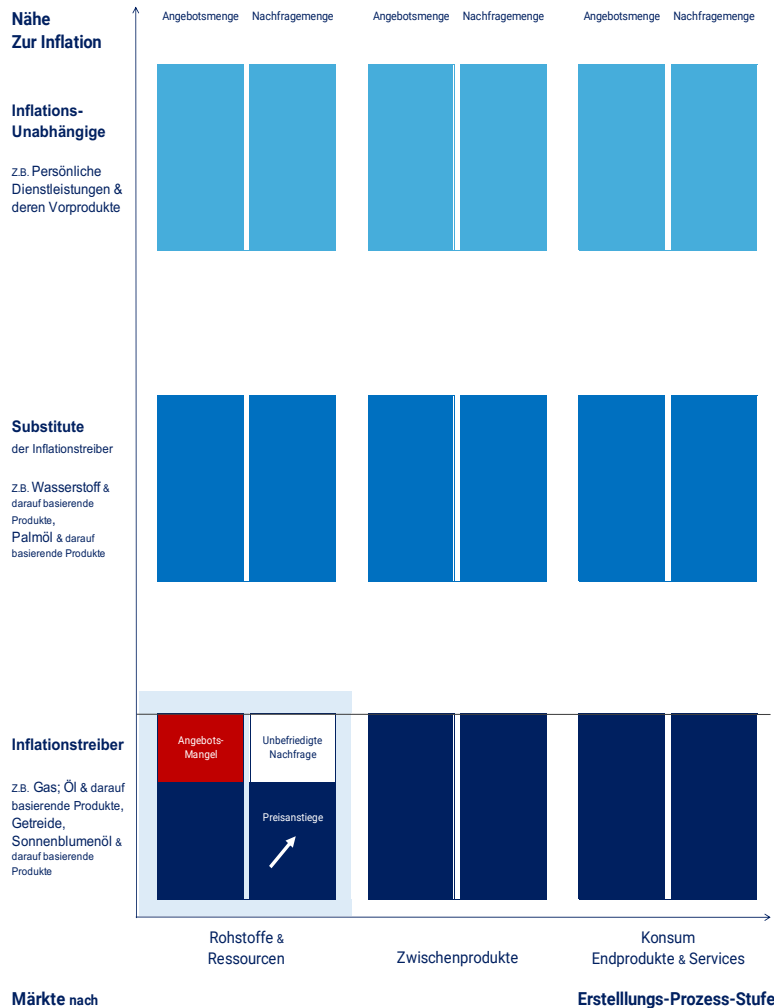 Nähe
Zur Inflation
Angebotsmenge Nachfragemenge Angebotsmenge Nachfragemenge Angebotsmenge Nachfragemenge
Inflations-
Unabhängige
Z.B. Persönliche
Dienstleistungen &
deren Vorprodukte
Substitute
der Inflationstreiber
Z.B. Wasserstoff &
darauf basierende
Produkte,
Palmöl & darauf
basierende Produkte
Inflationstreiber
Z.B. Gas; Öl & darauf
basierende Produkte,
Getreide,
Sonnenblumenöl &
darauf basierende
Produkte
Angebots-
Mangel
Unbefriedigte
Nachfrage
Preisanstiege
Rohstoffe &
Ressourcen
Zwischenprodukte
Konsum
Endprodukte & Services
Märkte nach
Erstelllungs-Prozess-Stufe